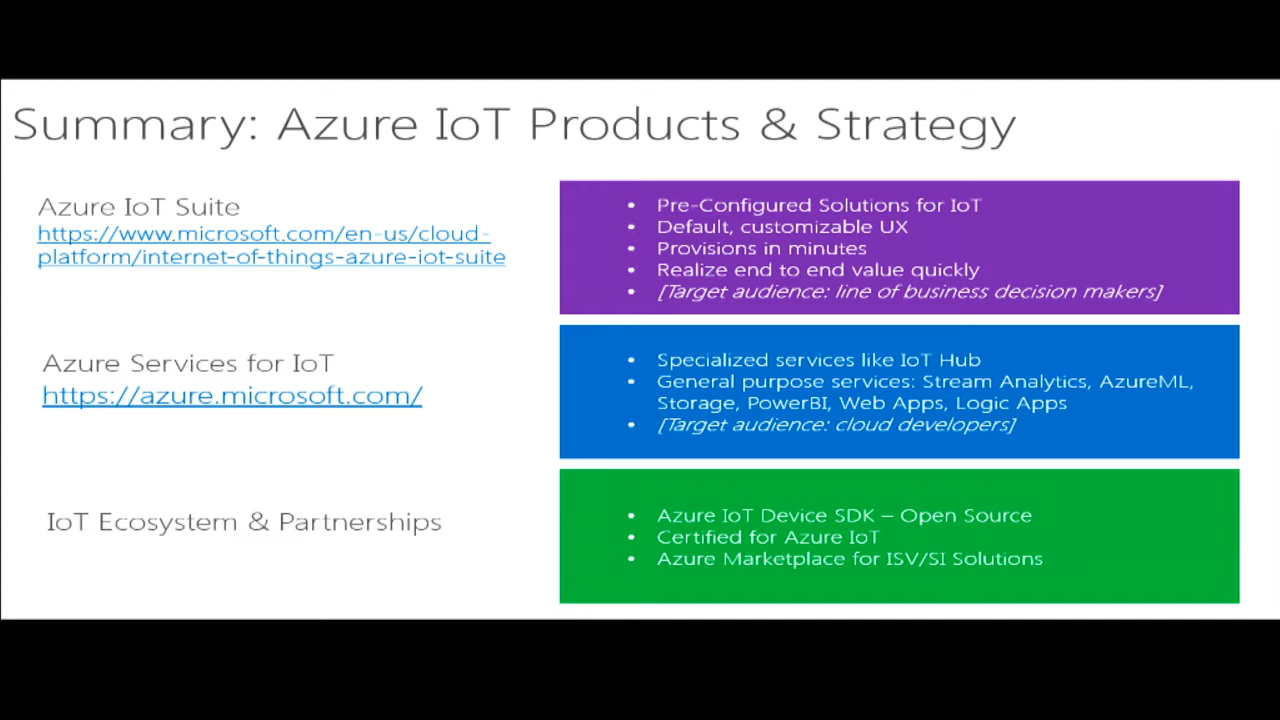 Summary: Azure IoT Products & Strategy
Azure IoT Suite
https://www.microsoft.com/en-us/cloud-
platform/internet-of-things-azure-iot-suite
• Pre-Configured Solutions for IoT
• Default, customizable UX
• Provisions in minutes
• Realize end to end value quickly
• [Target audience: line of business decision makers]
Azure Services for IoT
https://azure.microsoft.com/
• Specialized services like IoT Hub
• General purpose services: Stream Analytics, AzureML,
Storage, PowerBI, Web Apps, Logic Apps
• [Target audience: cloud developers]
IoT Ecosystem & Partnerships
• Azure IoT Device SDK – Open Source
• Certified for Azure IoT
• Azure Marketplace for ISV/SI Solutions